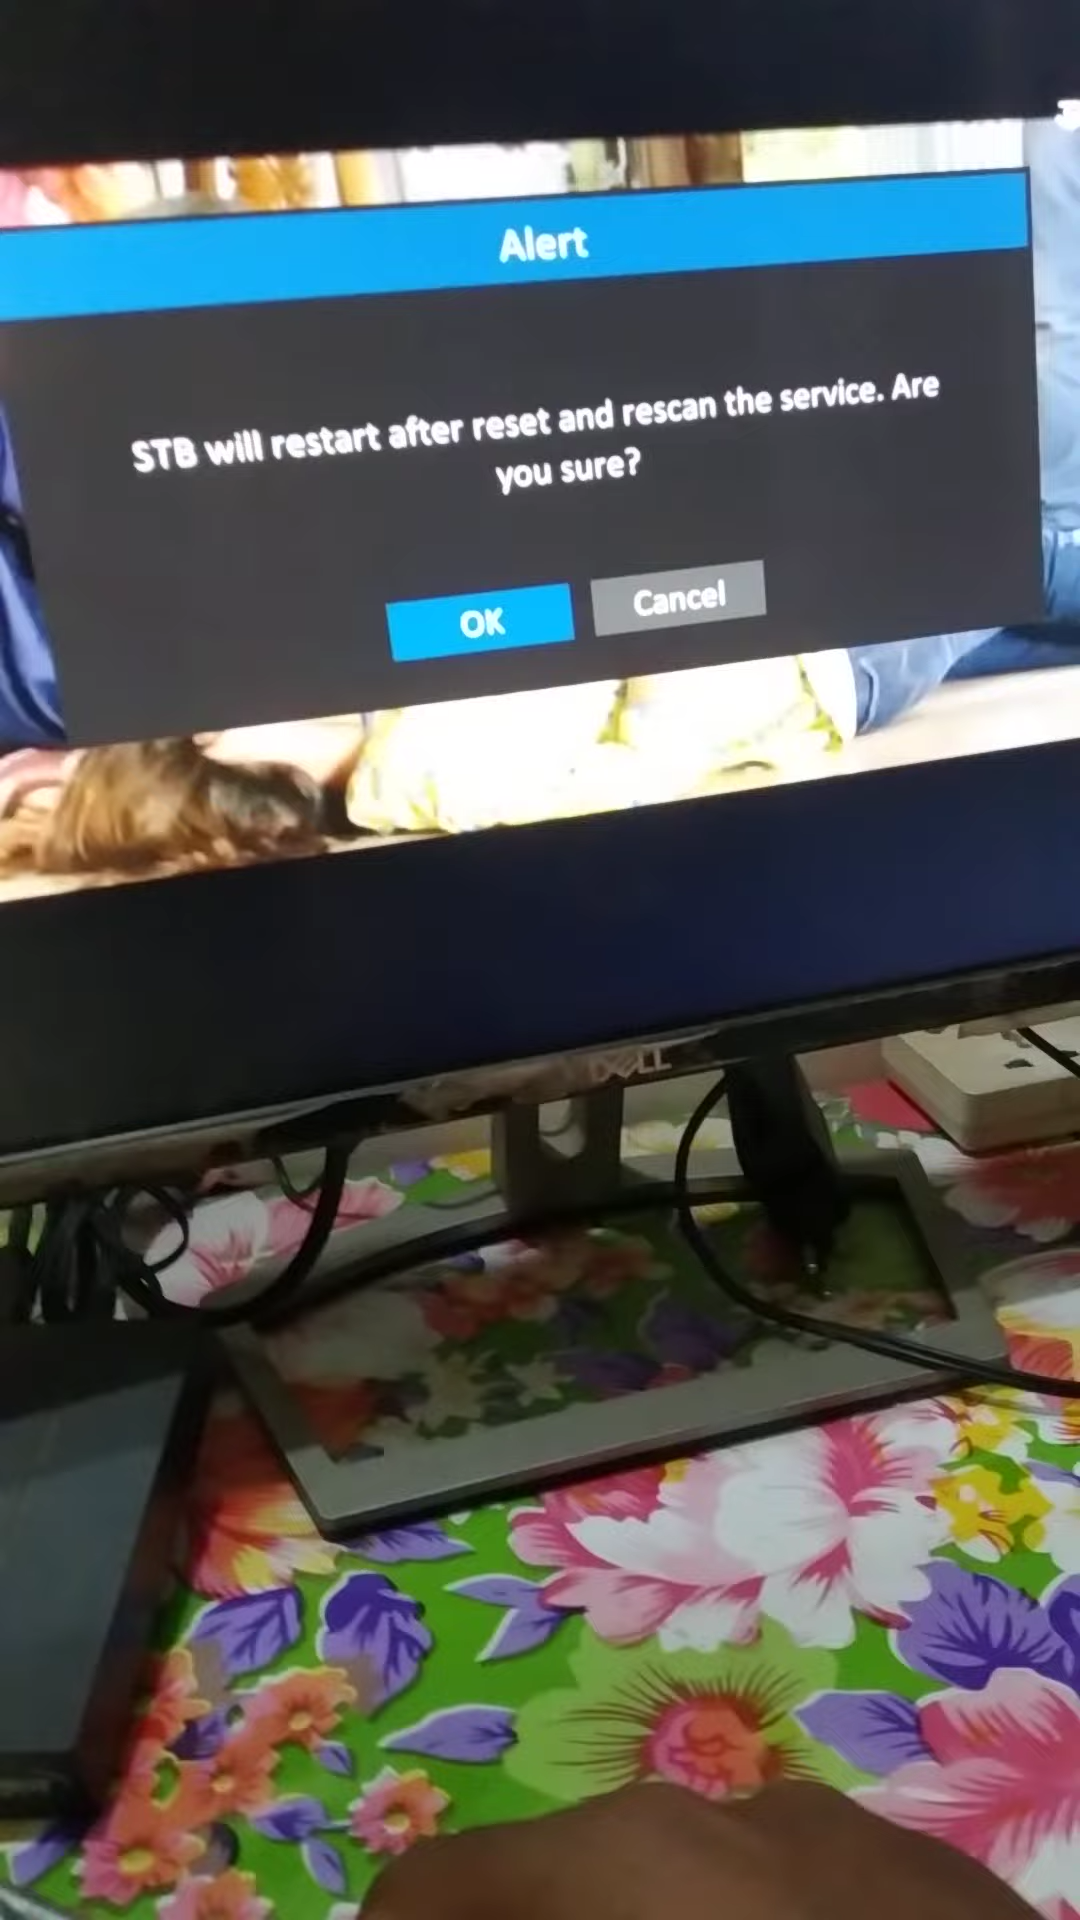 Alert
STB will restart after reset and rescan the service. Are
you sure?
OK
Cancel
DELL